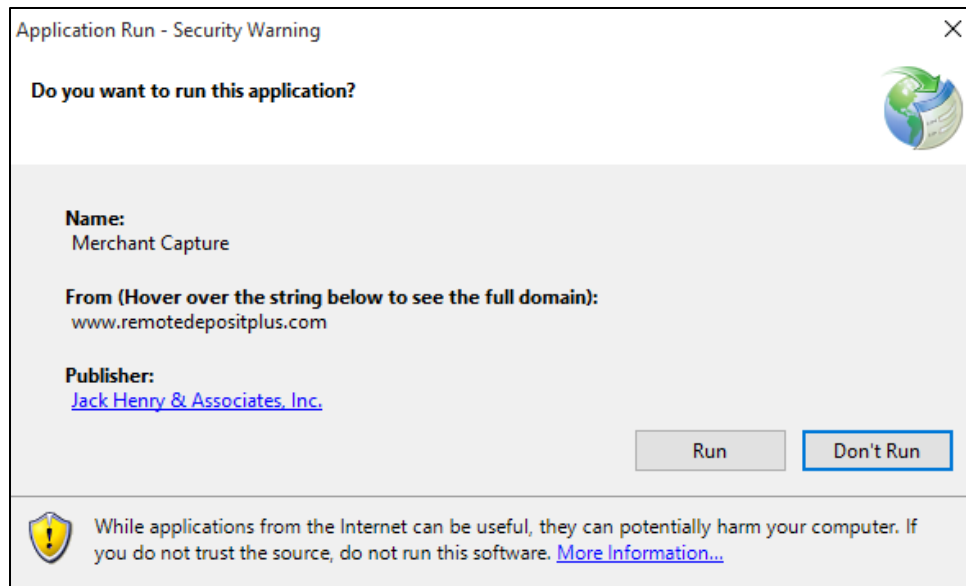 Application Run - Security Warning
Do you want to run this application?
Name:
Merchant Capture
From (Hover over the string below to see the full domain):
www.remotedepositplus.com
Publisher:
Jack Henry & Associates, Inc.
Run
Don't Run
While applications from the Internet can be useful, they can potentially harm your computer. If
you do not trust the source, do not run this software. More Information...